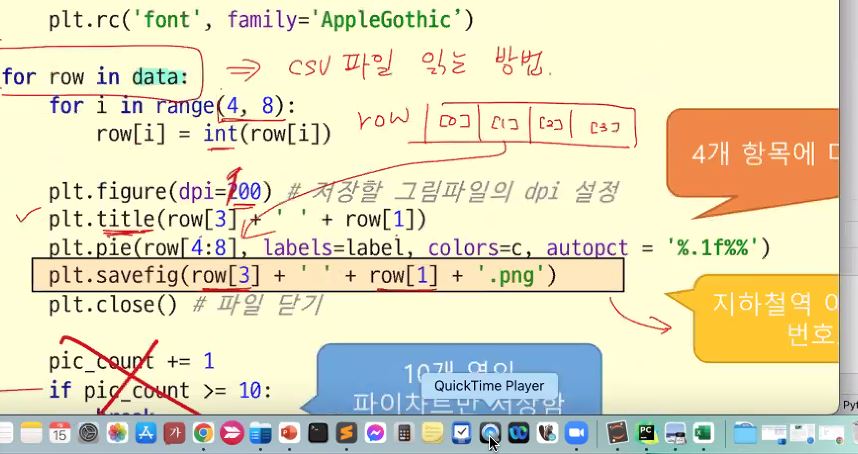 plt.rc('font', family='AppleGothic’)
for row in data: ⇒ CSV 파일 읽는 방법.
for i in range(4, 8):
row[i] = int(row[i])
row [0] [1] [2] [3]
4개 항목에 대
plt.figure(dpi=200) # 저장할 그림파일의 dpi 설정
plt.title(row[3] + ' ' + row[1])
plt.pie(row[4:8], labels=label, colors=c, autopct = '%.1f%%')
plt.savefig(row[3] + ' ' + row[1] + '.png')
plt.close() # 파일 닫기
지하철역 이
번호
pic_count += 1
if pic_count >= 10:
break
10개 역의
파이차트만 저장함
QuickTime Player
Pyt
15
가
PC